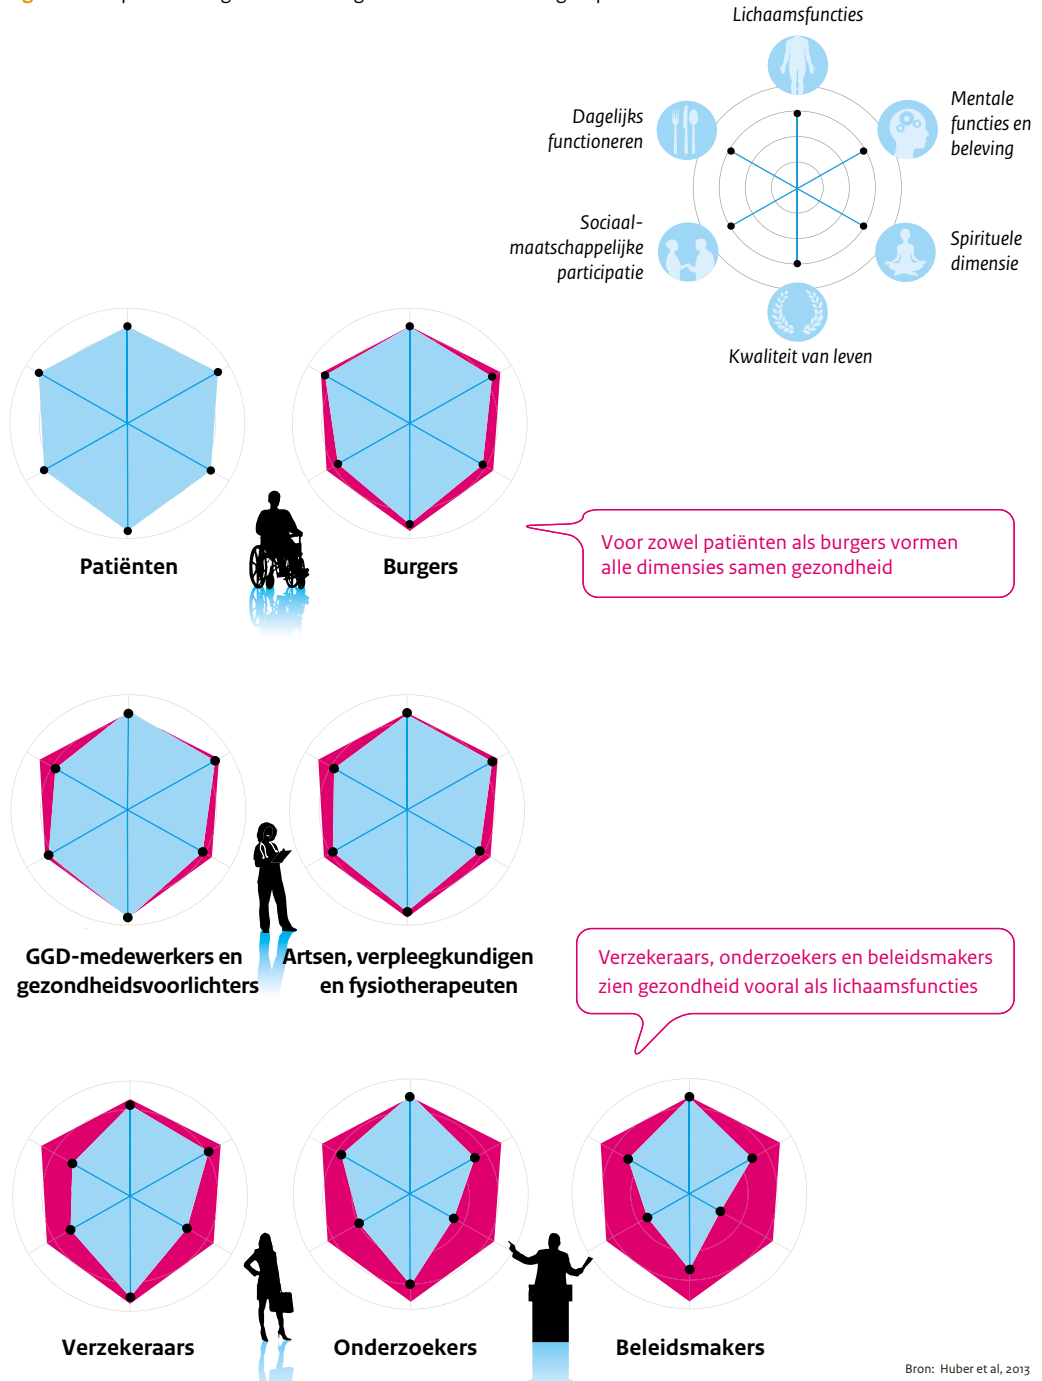 Lichaamsfuncties
Mentale
functies en
beleving
Dagelijks
functioneren
Sociaal-
maatschappelijke
participatie
Spirituele
dimensie
Kwaliteit van leven
Patiënten
Burgers
Voor zowel patiënten als burgers vormen
alle dimensies samen gezondheid
GGD-medewerkers en
gezondheidsvoorlichters
Artsen, verpleegkundigen
en fysiotherapeuten
Verzekeraars, onderzoekers en beleidsmakers
zien gezondheid vooral als lichaamsfuncties
Verzekeraars
Onderzoekers
Beleidsmakers
Bron: Huber et al, 2013